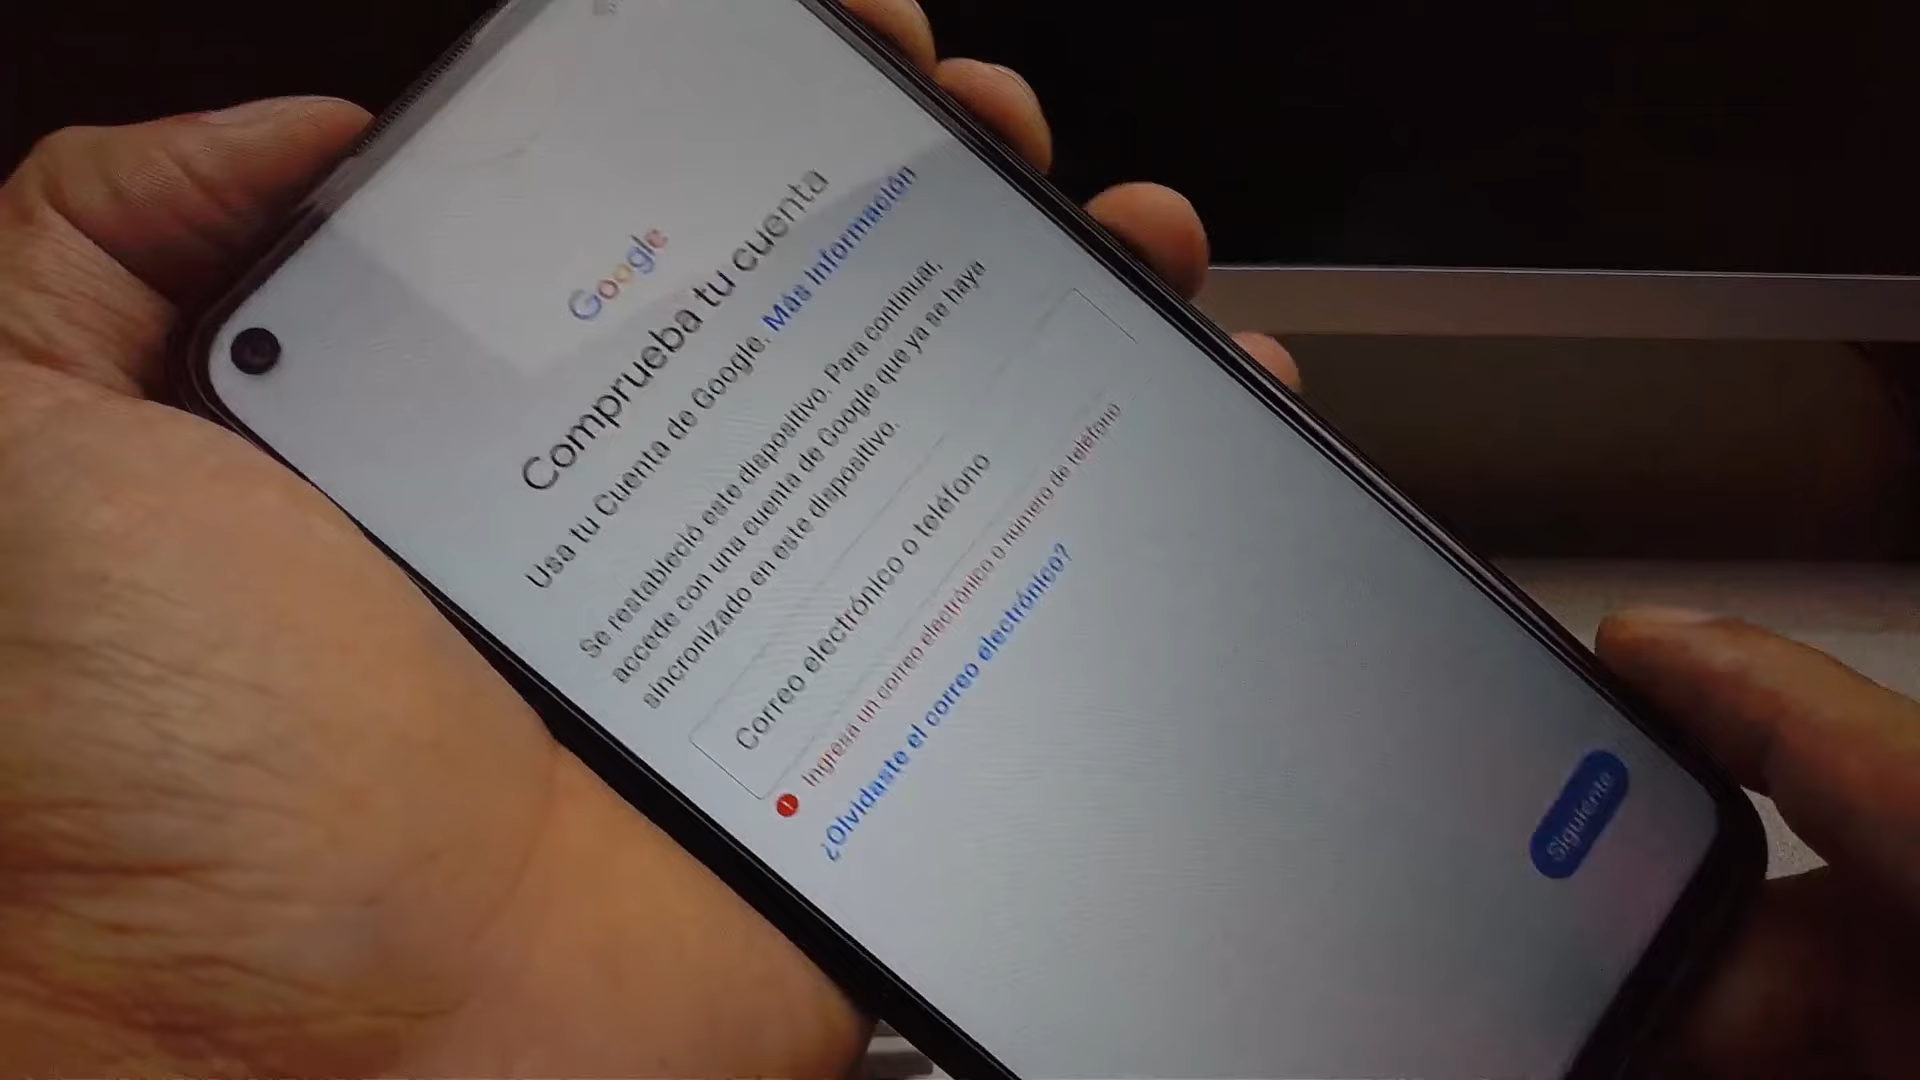 Google
Comprueba tu cuenta
Usa tu Cuenta de Google. Más información
Se restableció este dispositivo. Para continuar,
accede con una cuenta de Google que ya se haya
sincronizado en este dispositivo.
Correo electrónico o teléfono
Ingresa un correo electrónico o número de teléfono
¿Olvidaste el correo electrónico?
Siguiente